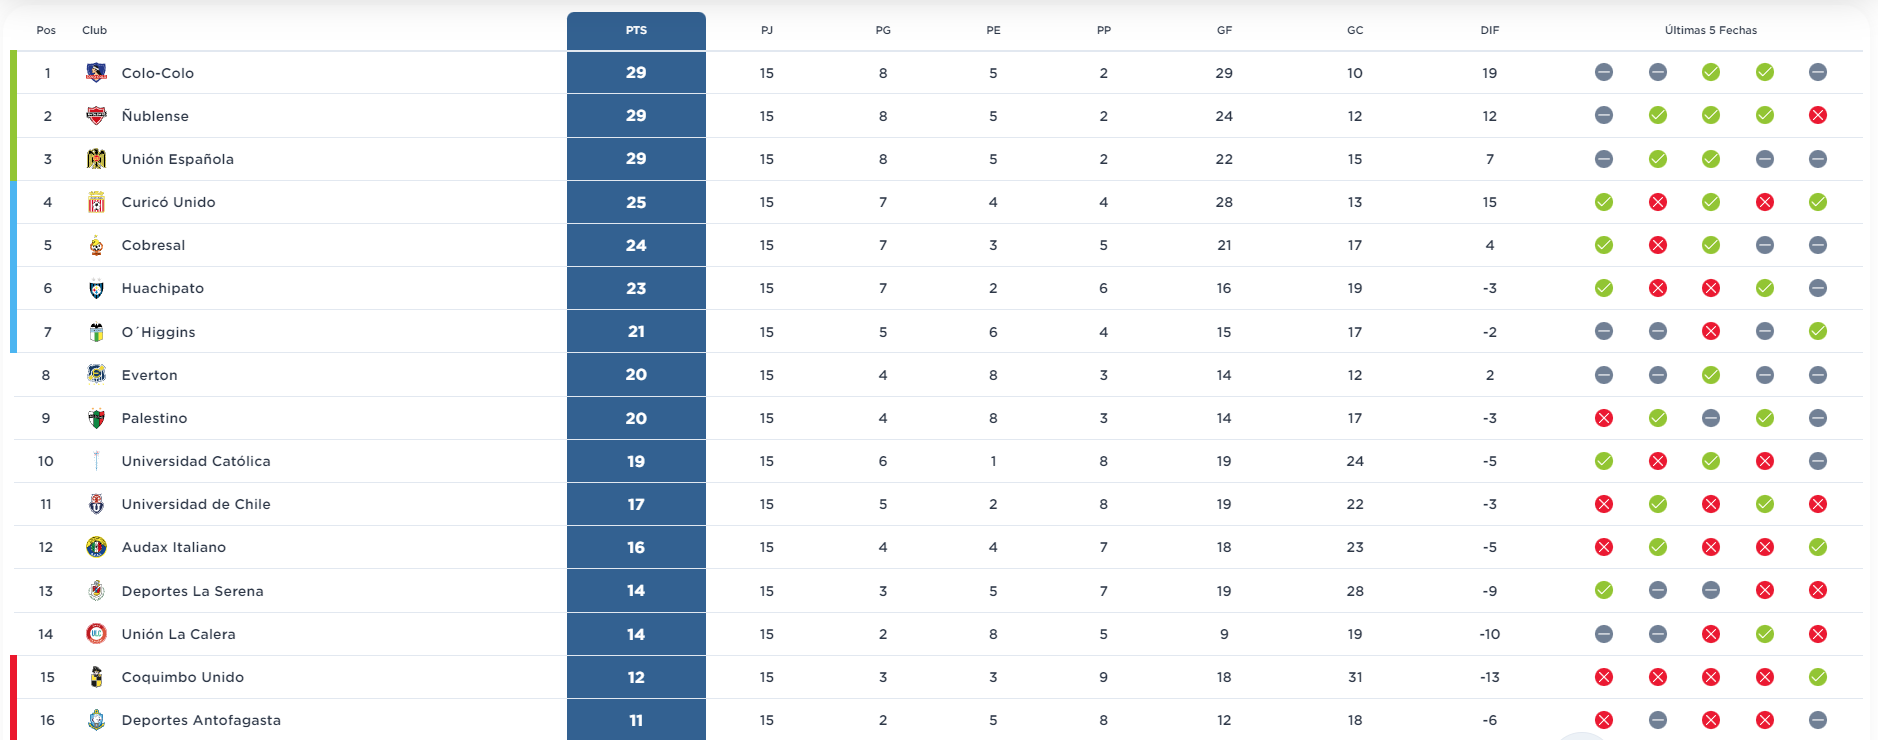 Pos Club PTS PJ PG PE PP GF GC DIF Últimas 5 Fechas
1 Colo-Colo 29 15 8 5 2 29 10 19
2 Ñublense 29 15 8 5 2 24 12 12
3 Unión Española 29 15 8 5 2 22 15 7
4 Curicó Unido 25 15 7 4 4 28 13 15
5 Cobresal 24 15 7 3 5 21 17 4
6 Huachipato 23 15 7 2 6 16 19 -3
7 O´Higgins 21 15 5 6 4 15 17 -2
8 Everton 20 15 4 8 3 14 12 2
9 Palestino 20 15 4 8 3 14 17 -3
10 Universidad Católica 19 15 6 1 8 19 24 -5
11 Universidad de Chile 17 15 5 2 8 19 22 -3
12 Audax Italiano 16 15 4 4 7 18 23 -5
13 Deportes La Serena 14 15 3 5 7 19 28 -9
14 Unión La Calera 14 15 2 8 5 9 19 -10
15 Coquimbo Unido 12 15 3 3 9 18 31 -13
16 Deportes Antofagasta 11 15 2 5 8 12 18 -6